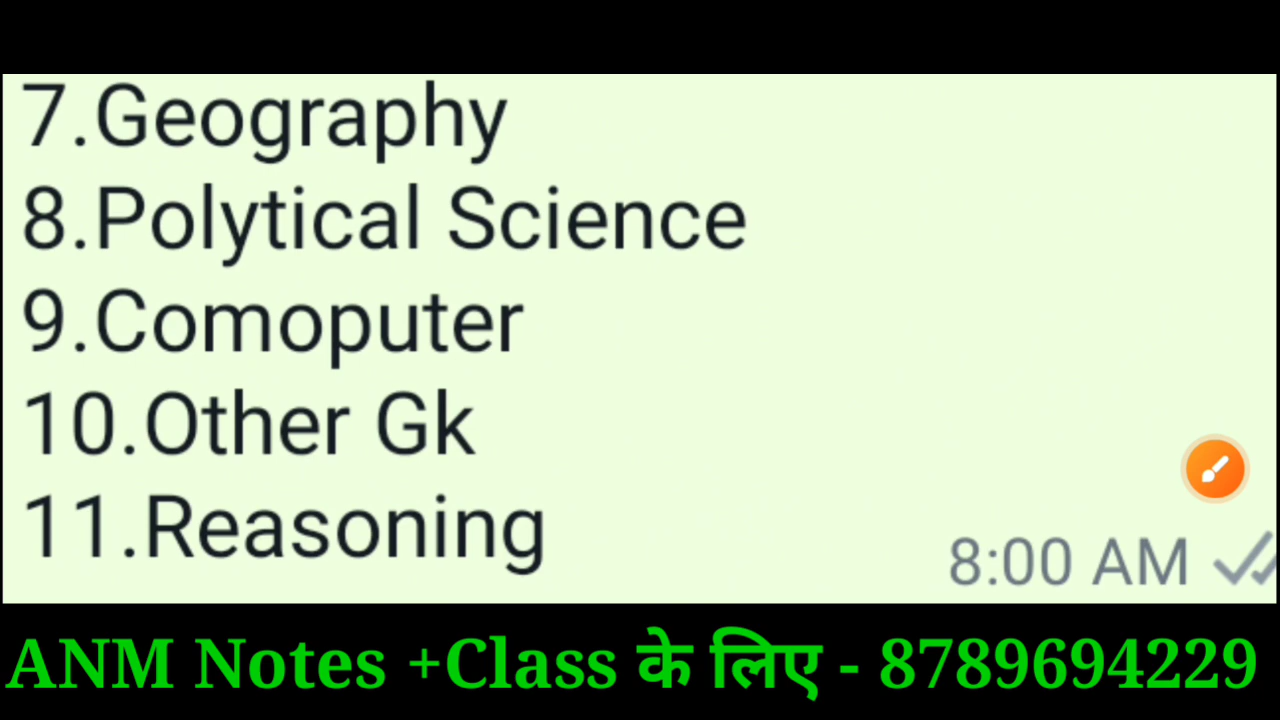 7.Geography
8.Polytical Science
9.Comoputer
10.Other Gk
11.Reasoning
8:00 AM
ANM Notes +Class के लिए - 8789694229